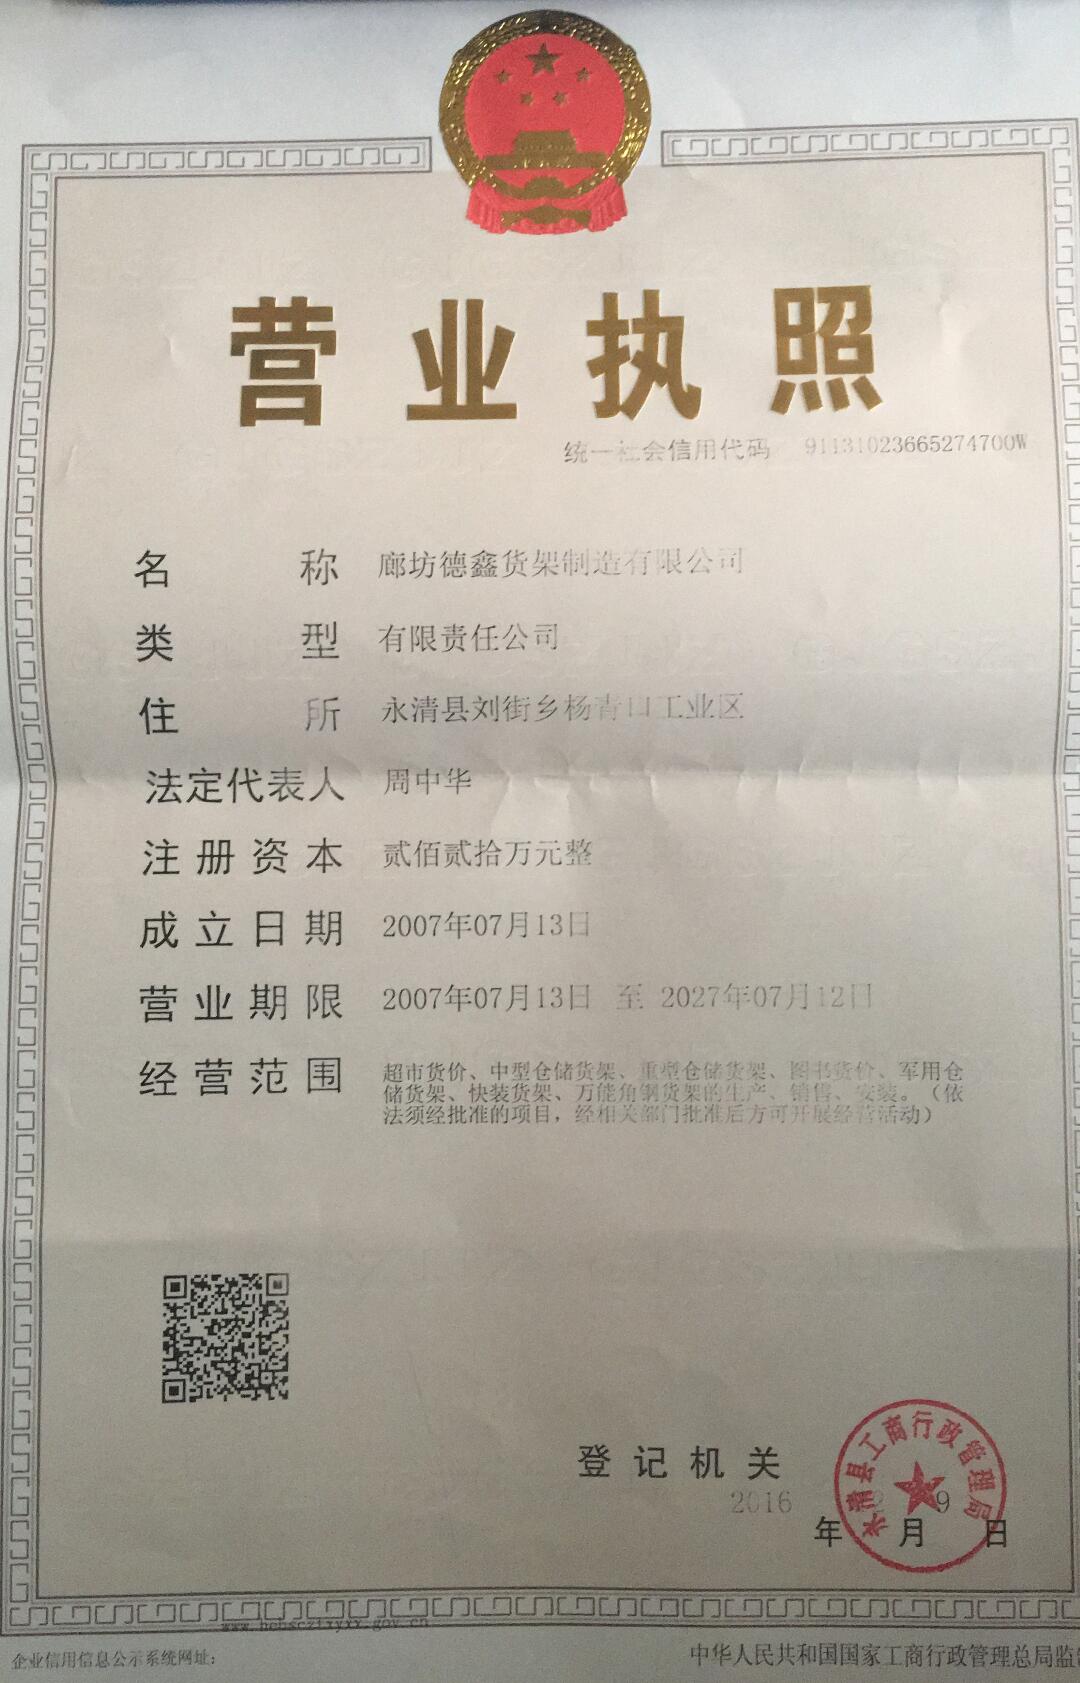 营业执照
统一社会信用代码 91131023665274700W
名称 廊坊德鑫货架制造有限公司
类型 有限责任公司
住所 永清县刘街乡杨青口工业区
法定代表人 周中华
注册资本 贰佰贰拾万元整
成立日期 2007年07月13日
营业期限 2007年07月13日 至 2027年07月12日
经营范围 超市货价、中型仓储货架、重型仓储货架、图书货价、军用仓
储货架、快装货架、万能角钢货架的生产、销售、安装。（依
法须经批准的项目，经相关部门批准后方可开展经营活动）
登记机关
永清县工商行政管理局
2016 9
年 月 日
企业信用信息公示系统网址：
中华人民共和国国家工商行政管理总局监制